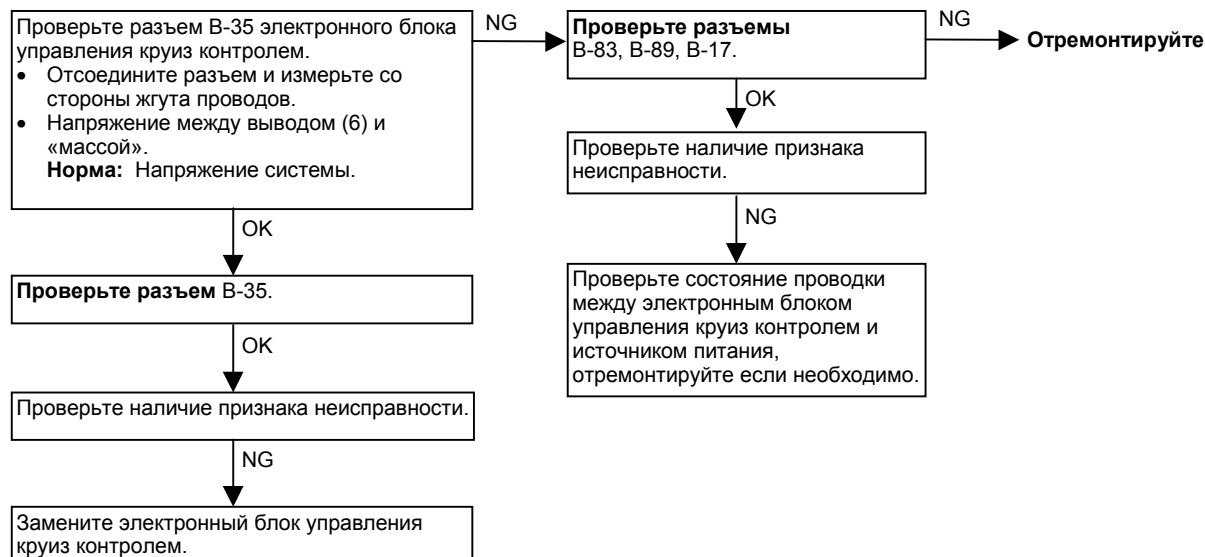 Проверьте разъем B-35 электронного блока
управления круиз контролем.
• Отсоедините разъем и измерьте со
стороны жгута проводов.
• Напряжение между выводом (6) и
«массой».
Норма: Напряжение системы.
NG
Проверьте разъемы
B-83, B-89, B-17.
NG
Отремонтируйте
OK
Проверьте наличие признака
неисправности.
NG
Проверьте состояние проводки
между электронным блоком
управления круиз контролем и
источником питания,
отремонтируйте если необходимо.
OK
Проверьте разъем B-35.
OK
Проверьте наличие признака неисправности.
NG
Замените электронный блок управления
круиз контролем.